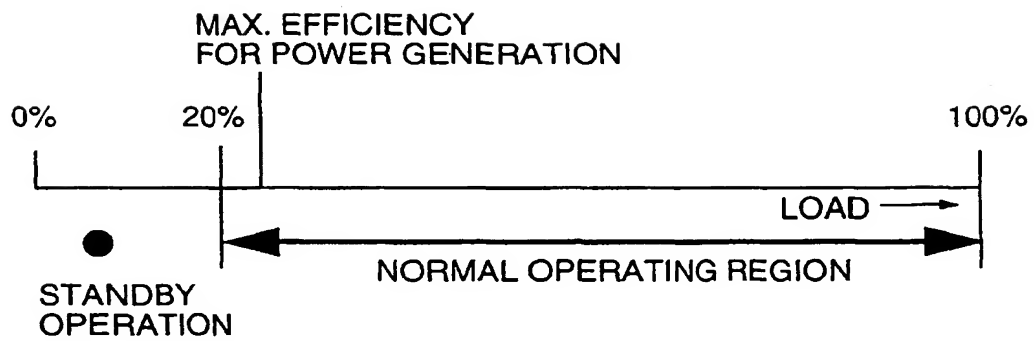 MAX. EFFICIENCY
FOR POWER GENERATION
0%
20%
100%
LOAD
NORMAL OPERATING REGION
STANDBY
OPERATION